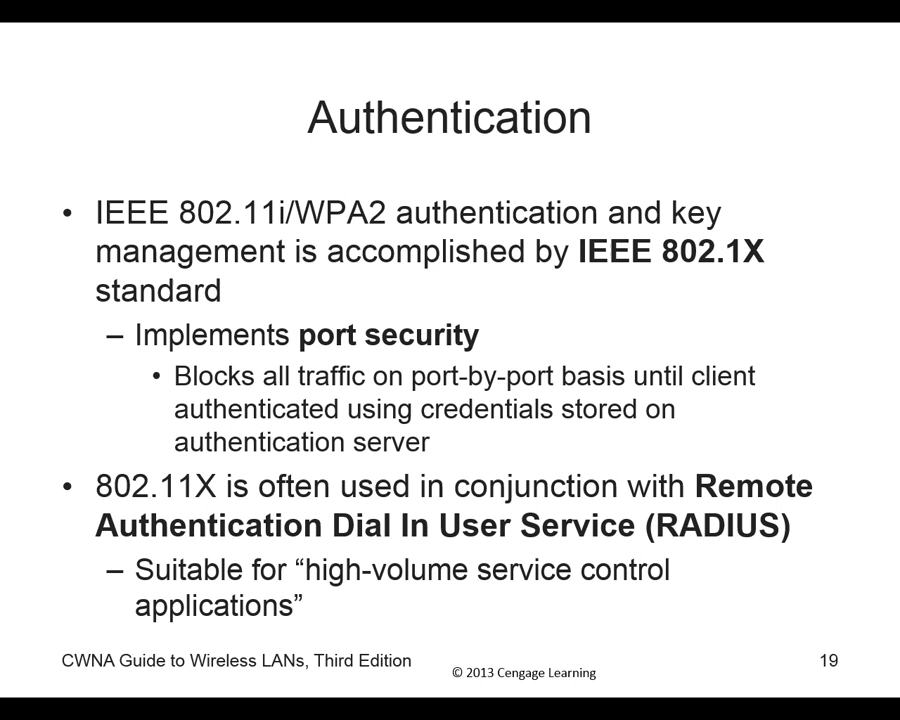 Authentication
• IEEE 802.11i/WPA2 authentication and key
management is accomplished by IEEE 802.1X
standard
– Implements port security
• Blocks all traffic on port-by-port basis until client
authenticated using credentials stored on
authentication server
• 802.11X is often used in conjunction with Remote
Authentication Dial In User Service (RADIUS)
– Suitable for “high-volume service control
applications”
CWNA Guide to Wireless LANs, Third Edition
© 2013 Cengage Learning
19